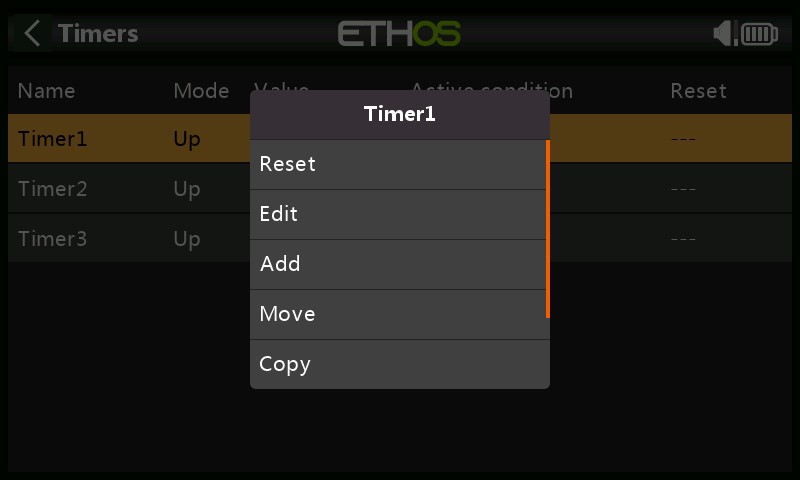 Timers
ETHOS
Name Mode Value Active condition Reset
Timer1 Up ---
Timer2 Up ---
Timer3 Up ---
Timer1
Reset
Edit
Add
Move
Copy